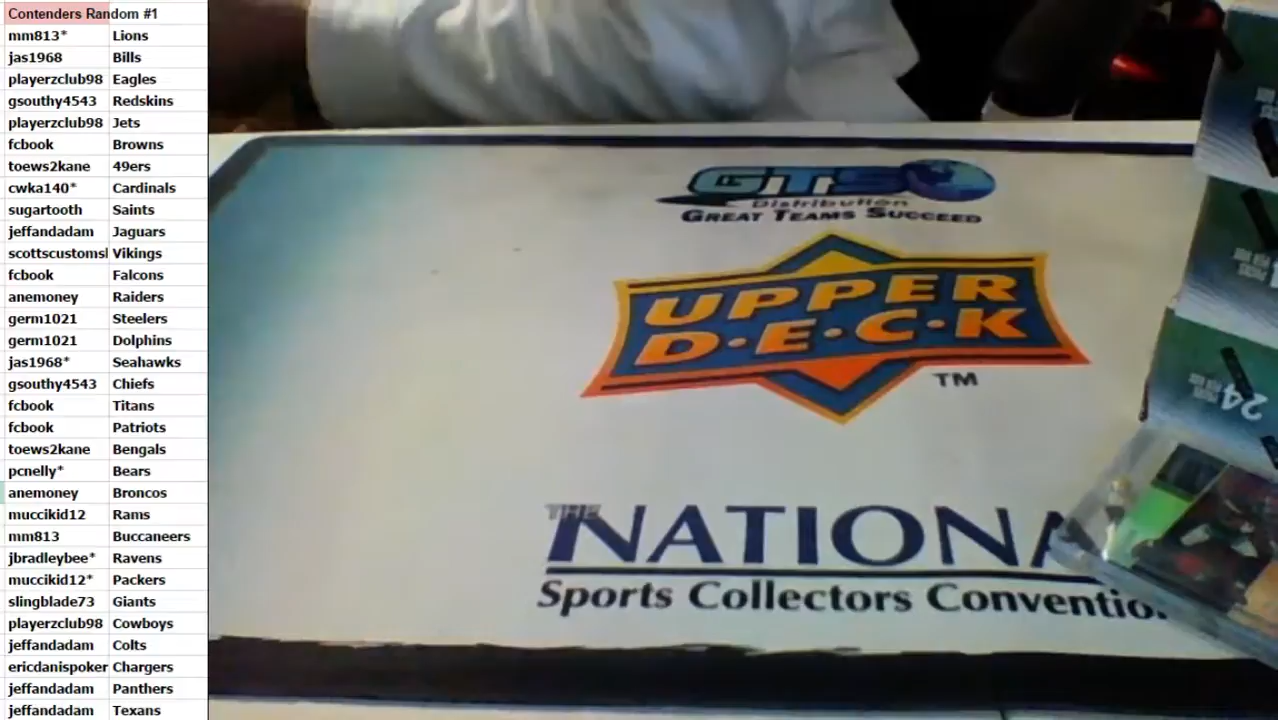 Contenders Random #1
mm813* Lions
jas1968 Bills
playerzclub98 Eagles
gsouthy4543 Redskins
playerzclub98 Jets
fcbook Browns
toews2kane 49ers
cwka140* Cardinals
sugartooth Saints
jeffandadam Jaguars
scottscustomsl Vikings
fcbook Falcons
anemoney Raiders
germ1021 Steelers
germ1021 Dolphins
jas1968* Seahawks
gsouthy4543 Chiefs
fcbook Titans
fcbook Patriots
toews2kane Bengals
pcnelly* Bears
anemoney Broncos
muccikid12 Rams
mm813 Buccaneers
jbradleybee* Ravens
muccikid12* Packers
slingblade73 Giants
playerzclub98 Cowboys
jeffandadam Colts
ericdanispoker Chargers
jeffandadam Panthers
jeffandadam Texans
GTS
Distribution
GREAT TEAMS SUCCEED
UPPER
D·E·C·K
TM
THE NATIONA
Sports Collectors Convention
24